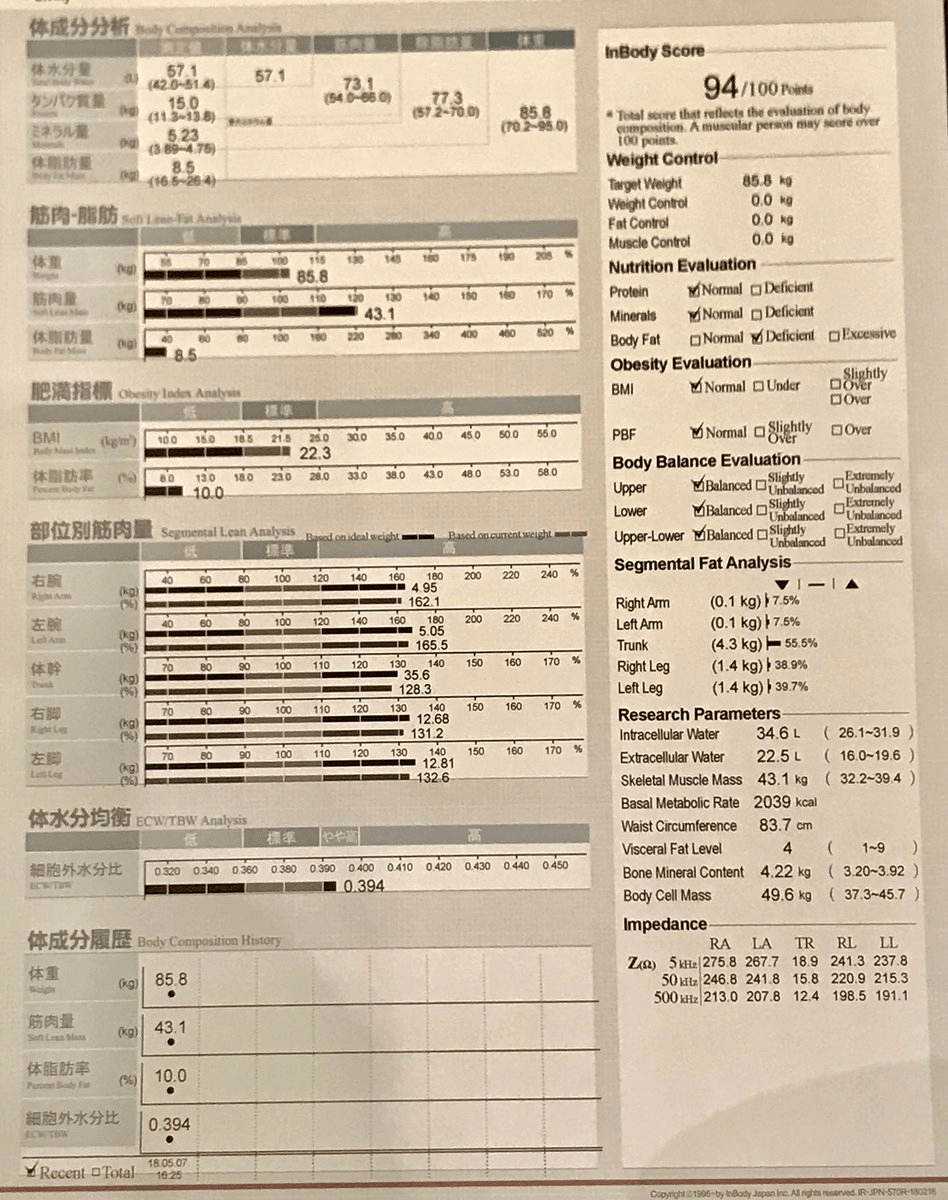 体成分分析 Body Composition Analysis
測定値 体水分量 筋肉量 除脂肪量 体重
体水分量 Total Body Water (L) 57.1 (42.0~51.4) 57.1 73.1 (54.0~66.0) 77.3 (57.2~70.0) 85.8 (70.2~95.0)
タンパク質量 (kg) 15.0 (11.3~13.8)
ミネラル量 Minerals (kg) 5.23 (3.89~4.75)
体脂肪量 Body Fat Mass (kg) 8.5 (16.5~26.4)
筋肉・脂肪 Soft Lean-Fat Analysis
低 標準 高
体重 Weight (kg) 55 70 85 100 115 130 145 160 175 190 205 %
85.8
筋肉量 Soft Lean Mass (kg) 70 80 90 100 110 120 130 140 150 160 170 %
43.1
体脂肪量 Body Fat Mass (kg) 40 60 80 100 160 220 280 340 400 460 520 %
8.5
肥満指標 Obesity Index Analysis
低 標準 高
BMI Body Mass Index (kg/m²) 10.0 15.0 18.5 21.5 25.0 30.0 35.0 40.0 45.0 50.0 55.0
22.3
体脂肪率 Percent Body Fat (%) 8.0 13.0 18.0 23.0 28.0 33.0 38.0 43.0 48.0 53.0 58.0
10.0
部位別筋肉量 Segmental Lean Analysis Based on ideal weight Based on current weight
低 標準 高
右腕 Right Arm (kg) (%) 40 60 80 100 120 140 160 180 200 220 240 %
4.95
162.1
左腕 Left Arm (kg) (%) 40 60 80 100 120 140 160 180 200 220 240 %
5.05
165.5
体幹 Trunk (kg) (%) 70 80 90 100 110 120 130 140 150 160 170 %
35.6
128.3
右脚 Right Leg (kg) (%) 70 80 90 100 110 120 130 140 150 160 170 %
12.68
131.2
左脚 Left Leg (kg) (%) 70 80 90 100 110 120 130 140 150 160 170 %
12.81
132.6
体水分均衡 ECW/TBW Analysis
低 標準 やや高 高
細胞外水分比 ECW/TBW 0.320 0.340 0.360 0.380 0.390 0.400 0.410 0.420 0.430 0.440 0.450
0.394
体成分履歴 Body Composition History
体重 Weight (kg) 85.8
筋肉量 Soft Lean Mass (kg) 43.1
体脂肪率 Percent Body Fat (%) 10.0
細胞外水分比 ECW/TBW 0.394
Recent Total 18.05.07
16:25
InBody Score
94/100 Points
* Total score that reflects the evaluation of body
composition. A muscular person may score over
100 points.
Weight Control
Target Weight 85.8 kg
Weight Control 0.0 kg
Fat Control 0.0 kg
Muscle Control 0.0 kg
Nutrition Evaluation
Protein Normal Deficient
Minerals Normal Deficient
Body Fat Normal Deficient Excessive
Obesity Evaluation
BMI Normal Under Slightly Over
Over
PBF Normal Slightly Over Over
Body Balance Evaluation
Upper Balanced Slightly Unbalanced Extremely Unbalanced
Lower Balanced Slightly Unbalanced Extremely Unbalanced
Upper-Lower Balanced Slightly Unbalanced Extremely Unbalanced
Segmental Fat Analysis
▼ | — | ▲
Right Arm (0.1 kg) 7.5%
Left Arm (0.1 kg) 7.5%
Trunk (4.3 kg) 55.5%
Right Leg (1.4 kg) 38.9%
Left Leg (1.4 kg) 39.7%
Research Parameters
Intracellular Water 34.6 L ( 26.1~31.9 )
Extracellular Water 22.5 L ( 16.0~19.6 )
Skeletal Muscle Mass 43.1 kg ( 32.2~39.4 )
Basal Metabolic Rate 2039 kcal
Waist Circumference 83.7 cm
Visceral Fat Level 4 ( 1~9 )
Bone Mineral Content 4.22 kg ( 3.20~3.92 )
Body Cell Mass 49.6 kg ( 37.3~45.7 )
Impedance
RA LA TR RL LL
Z(Ω) 5 kHz 275.8 267.7 18.9 241.3 237.8
50 kHz 246.8 241.8 15.8 220.9 215.3
500 kHz 213.0 207.8 12.4 198.5 191.1
Copyright ©1996~by InBody Japan Inc. All rights reserved. IR-JPN-570R-180216